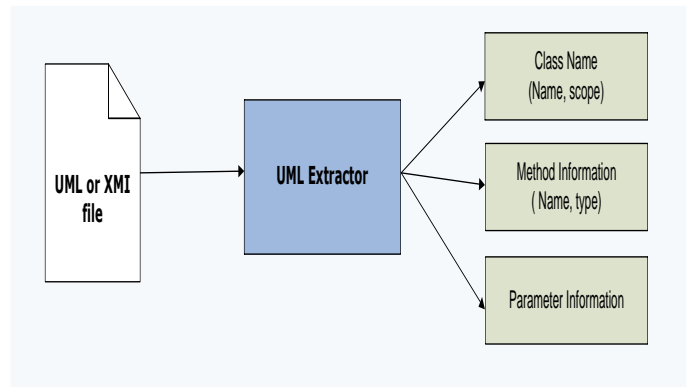 UML or XMI
file
UML Extractor
Class Name
(Name, scope)
Method Information
( Name, type)
Parameter Information